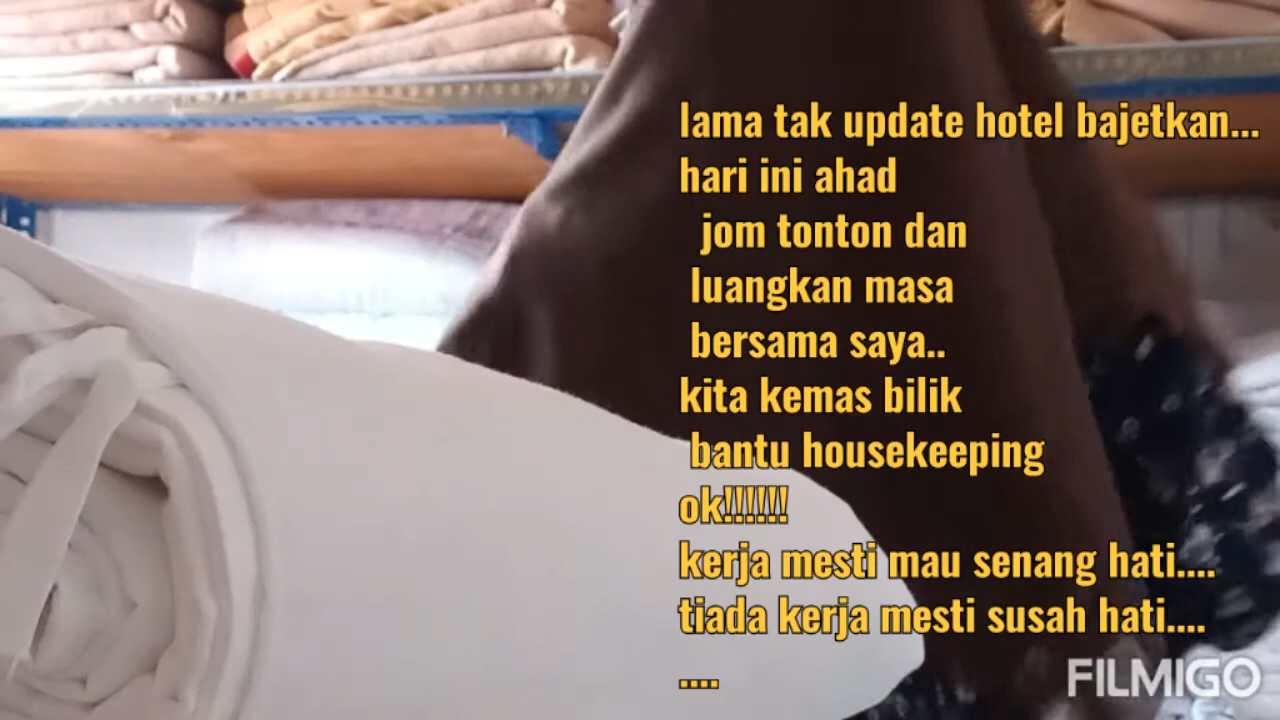 lama tak update hotel bajetkan...
hari ini ahad
jom tonton dan
luangkan masa
bersama saya..
kita kemas bilik
bantu housekeeping
ok!!!!!!
kerja mesti mau senang hati....
tiada kerja mesti susah hati....
....
FILMIGO